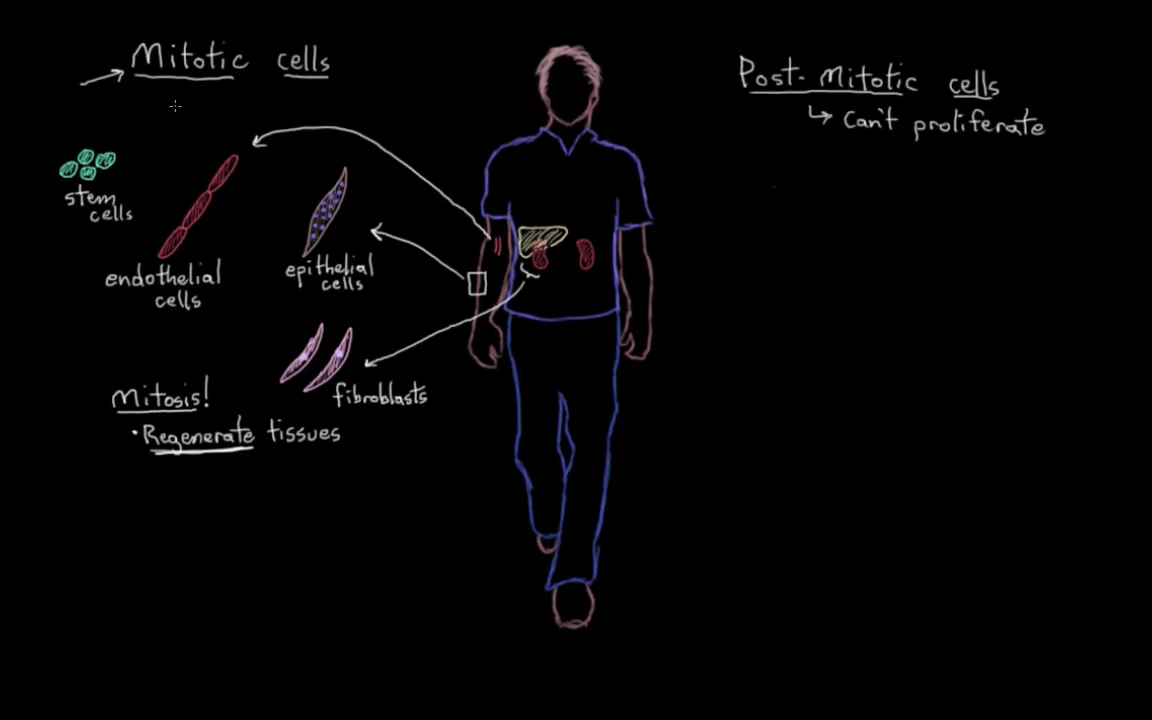 Mitotic cells
stem
cells
endothelial
cells
epithelial
cells
fibroblasts
Mitosis!
• Regenerate tissues
Post-mitotic cells
↳ Can't proliferate